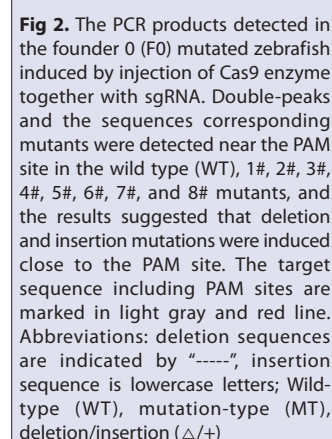 Fig 2. The PCR products detected in
the founder 0 (F0) mutated zebrafish
induced by injection of Cas9 enzyme
together with sgRNA. Double-peaks
and the sequences corresponding
mutants were detected near the PAM
site in the wild type (WT), 1#, 2#, 3#,
4#, 5#, 6#, 7#, and 8# mutants, and
the results suggested that deletion
and insertion mutations were induced
close to the PAM site. The target
sequence including PAM sites are
marked in light gray and red line.
Abbreviations: deletion sequences
are indicated by “-----”, insertion
sequence is lowercase letters; Wild-
type (WT), mutation-type (MT),
deletion/insertion (△/+)